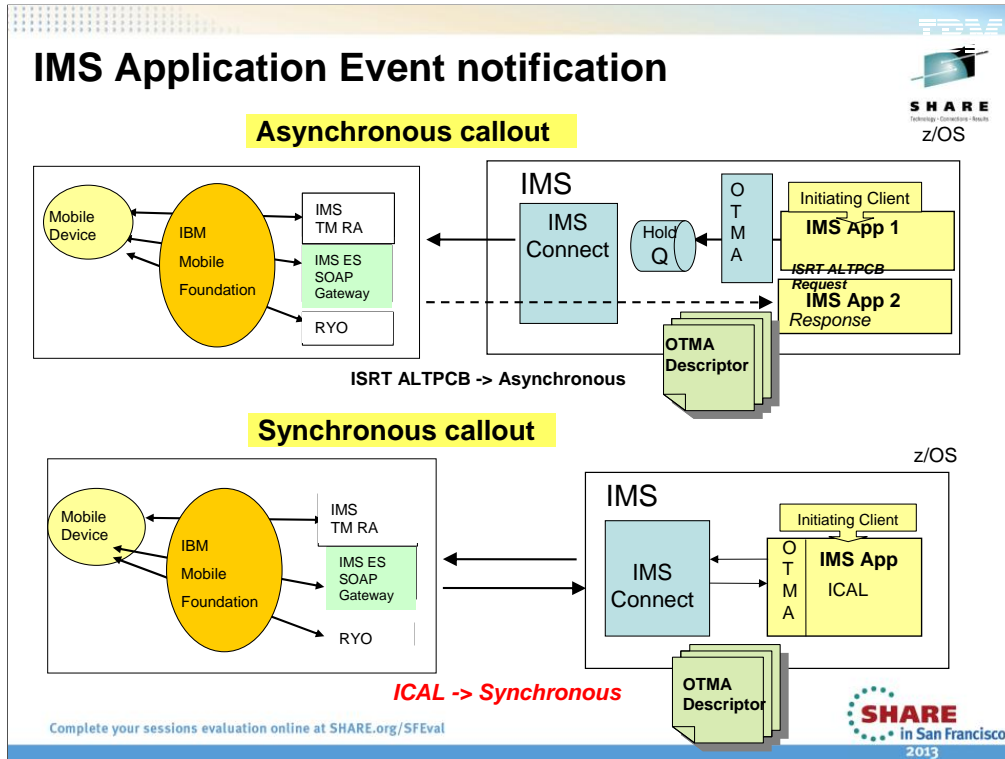 IBM
IMS Application Event notification
SHARE
Technology · Connections · Results
Asynchronous callout
z/OS
Mobile
Device
IBM
Mobile
Foundation
IMS
TM RA
IMS ES
SOAP
Gateway
RYO
IMS
IMS
Connect
Hold
Q
O
T
M
A
Initiating Client
IMS App 1
ISRT ALTPCB
Request
IMS App 2
Response
OTMA
Descriptor
ISRT ALTPCB -> Asynchronous
Synchronous callout
z/OS
Mobile
Device
IBM
Mobile
Foundation
IMS
TM RA
IMS ES
SOAP
Gateway
RYO
IMS
IMS
Connect
Initiating Client
O
T
M
A
IMS App
ICAL
OTMA
Descriptor
ICAL -> Synchronous
Complete your sessions evaluation online at SHARE.org/SFEval
SHARE
in San Francisco
2013